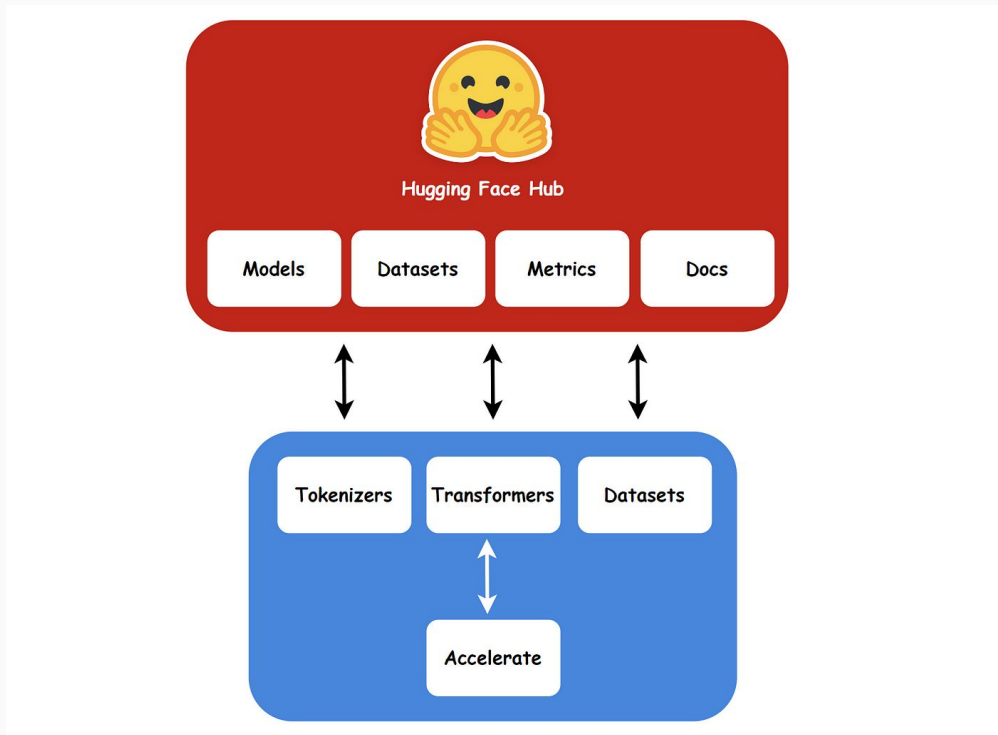 Hugging Face Hub
Models
Datasets
Metrics
Docs
Tokenizers
Transformers
Datasets
Accelerate